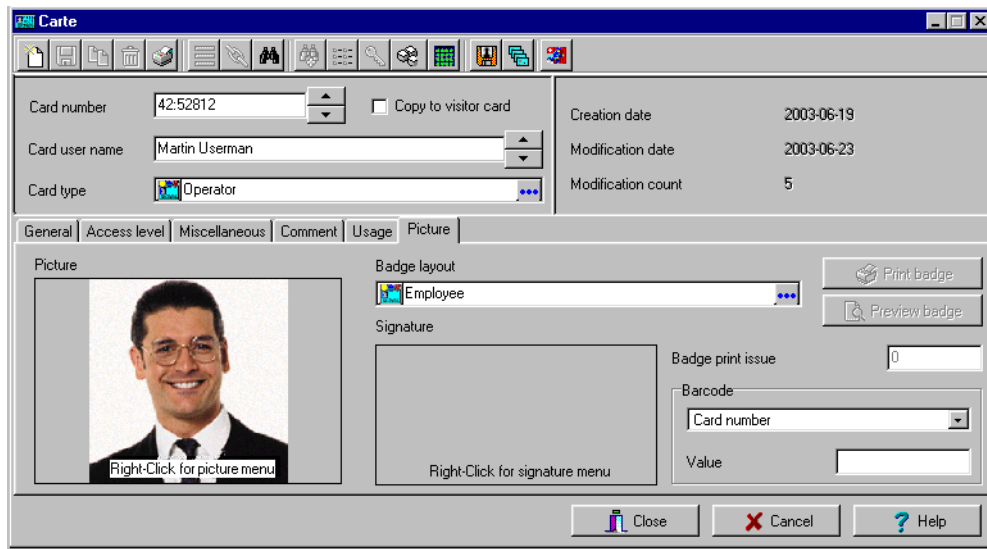 Carte
Card number 42:52812 Copy to visitor card
Card user name Martin Userman
Card type Operator
Creation date 2003-06-19
Modification date 2003-06-23
Modification count 5
General Access level Miscellaneous Comment Usage Picture
Picture
Right-Click for picture menu
Badge layout
Employee
Signature
Right-Click for signature menu
Print badge
Preview badge
Badge print issue 0
Barcode
Card number
Value
Close Cancel Help